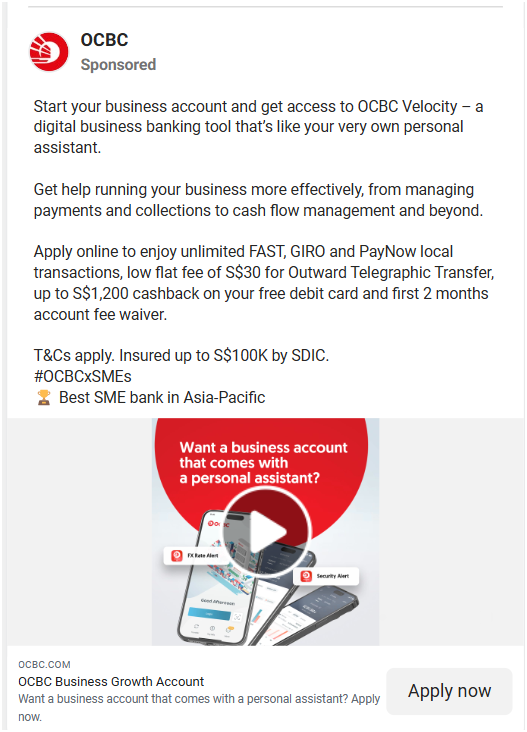 OCBC
Sponsored
Start your business account and get access to OCBC Velocity – a
digital business banking tool that’s like your very own personal
assistant.
Get help running your business more effectively, from managing
payments and collections to cash flow management and beyond.
Apply online to enjoy unlimited FAST, GIRO and PayNow local
transactions, low flat fee of S$30 for Outward Telegraphic Transfer,
up to S$1,200 cashback on your free debit card and first 2 months
account fee waiver.
T&Cs apply. Insured up to S$100K by SDIC.
#OCBCxSMEs
🏆 Best SME bank in Asia-Pacific
Want a business account
that comes with
a personal assistant?
OCBC
FX Rate Alert
Security Alert
Good Afternoon!
OCBC.COM
OCBC Business Growth Account
Want a business account that comes with a personal assistant? Apply
now.
Apply now